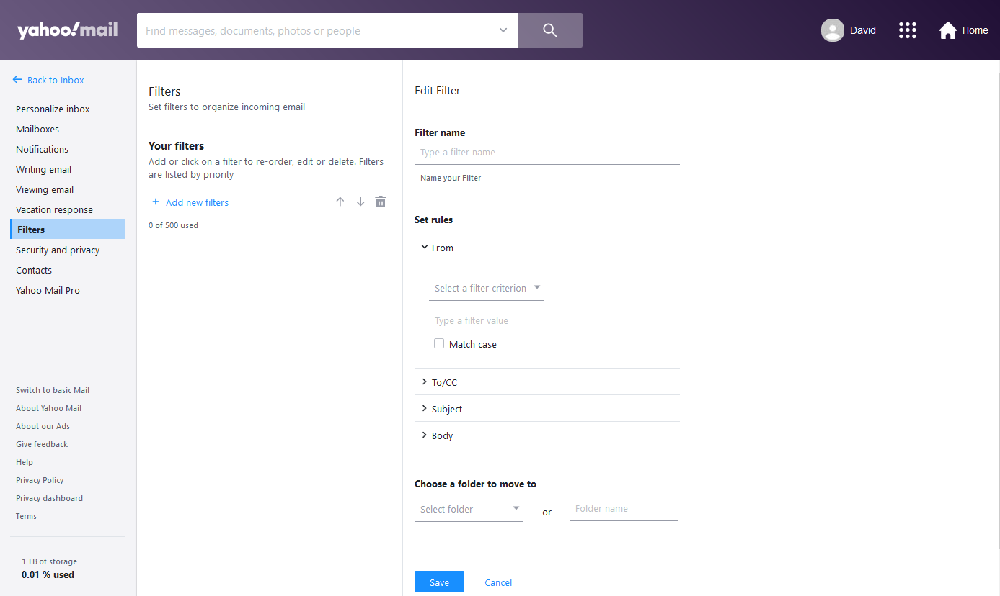 yahoo!mail
Find messages, documents, photos or people
David
Home
Back to Inbox
Personalize inbox
Mailboxes
Notifications
Writing email
Viewing email
Vacation response
Filters
Security and privacy
Contacts
Yahoo Mail Pro
Switch to basic Mail
About Yahoo Mail
About our Ads
Give feedback
Help
Privacy Policy
Privacy dashboard
Terms
1 TB of storage
0.01 % used
Filters
Set filters to organize incoming email
Your filters
Add or click on a filter to re-order, edit or delete. Filters
are listed by priority
+ Add new filters
0 of 500 used
Edit Filter
Filter name
Type a filter name
Name your Filter
Set rules
From
Select a filter criterion
Type a filter value
Match case
To/CC
Subject
Body
Choose a folder to move to
Select folder
or
Folder name
Save
Cancel